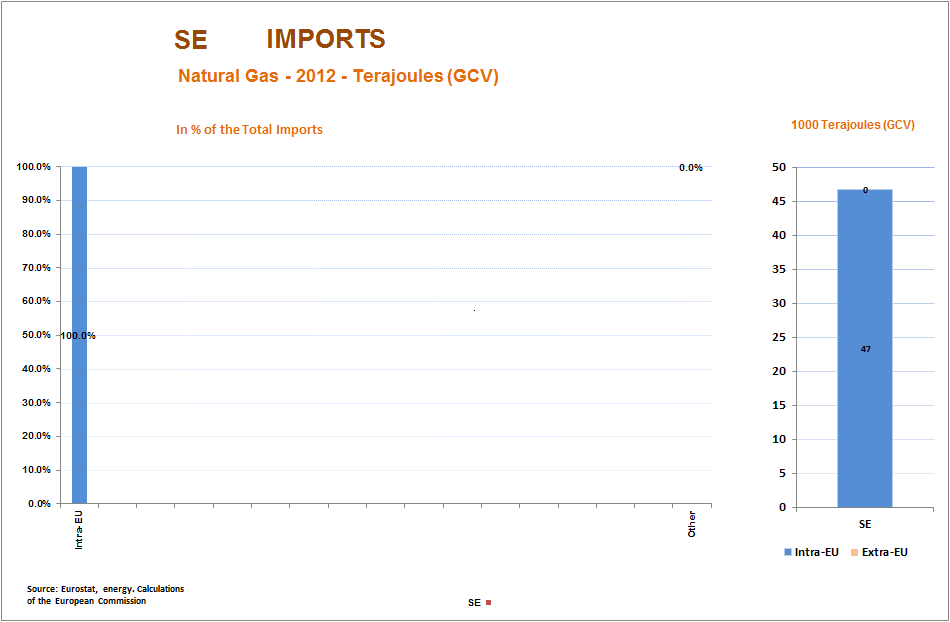 SE IMPORTS
Natural Gas - 2012 - Terajoules (GCV)
In % of the Total Imports
100.0%
90.0%
80.0%
70.0%
60.0%
50.0%
40.0%
30.0%
20.0%
10.0%
0.0%
100.0%
0.0%
Intra-EU
Other
1000 Terajoules (GCV)
50
45
40
35
30
25
20
15
10
5
0
0
47
SE
Intra-EU Extra-EU
Source: Eurostat, energy. Calculations
of the European Commission
SE